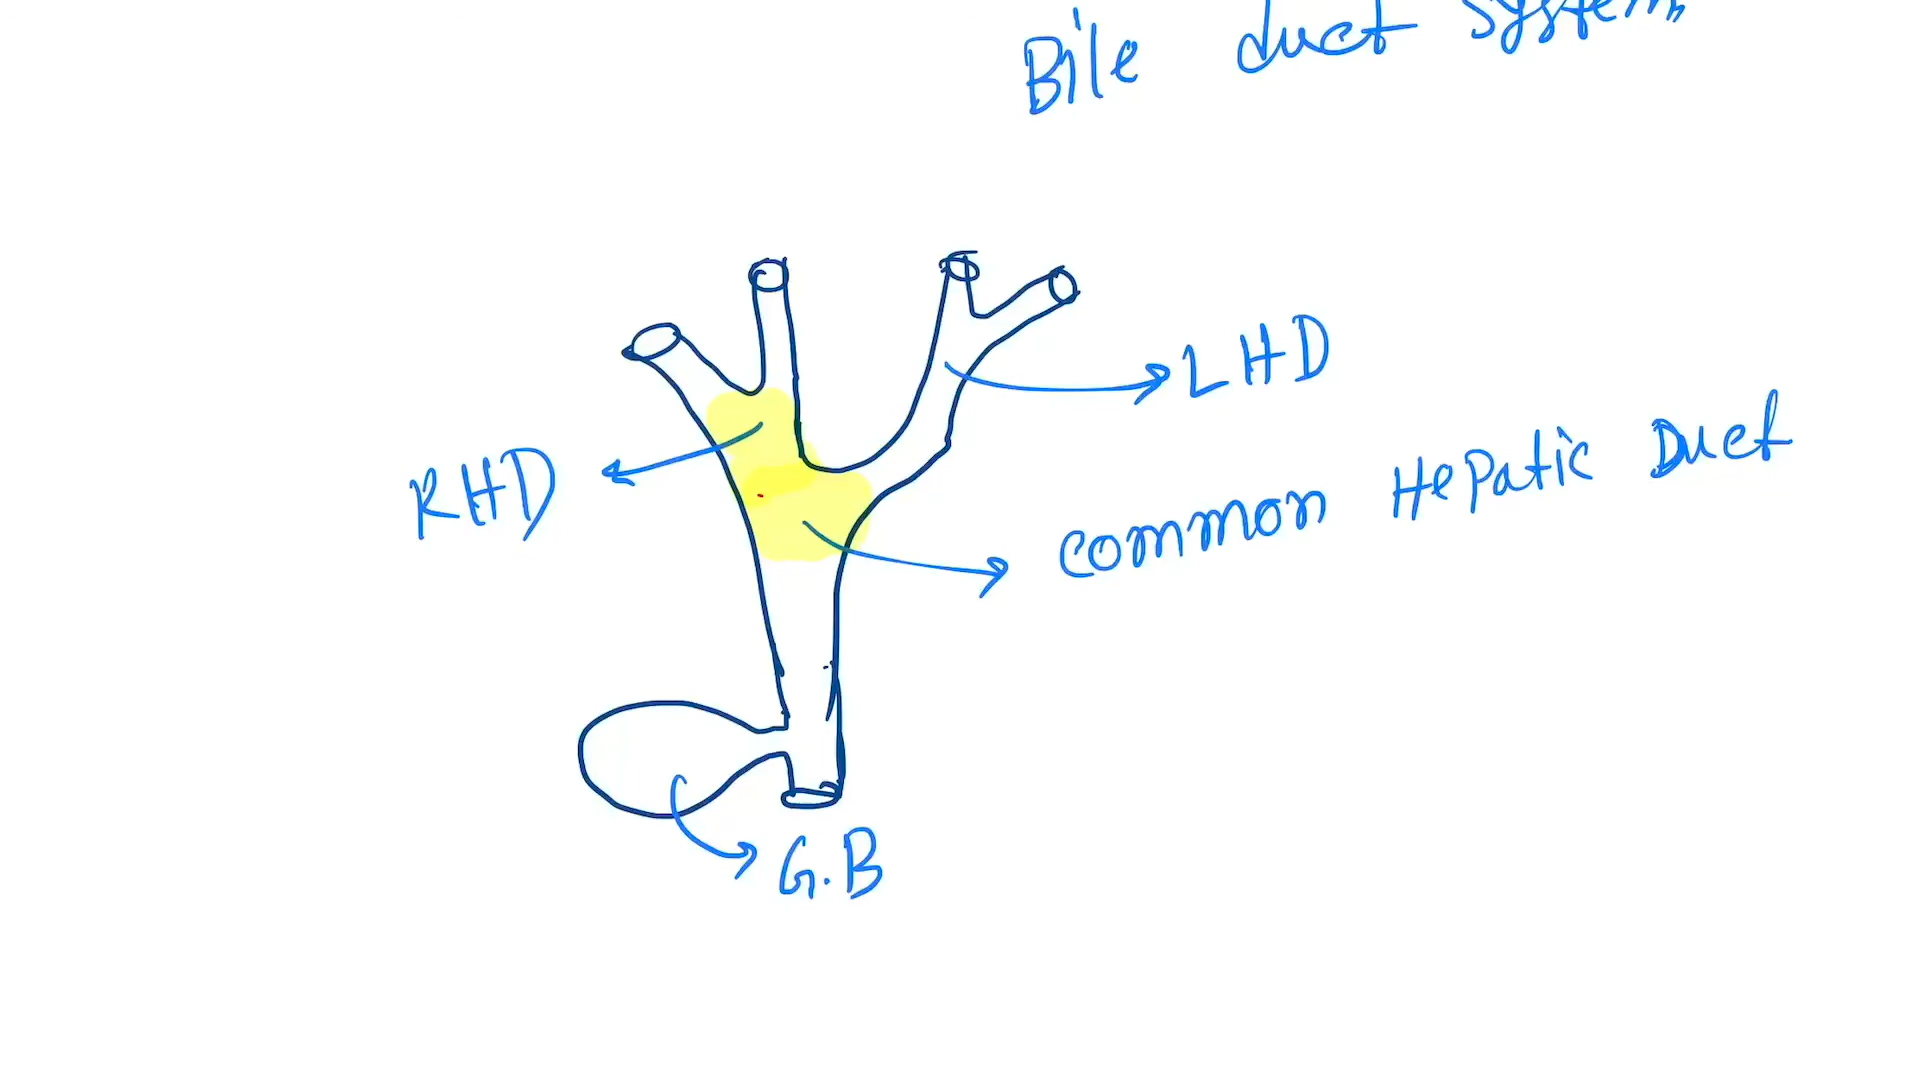 Bile duct system
LHD
RHD
common Hepatic Duct
G.B